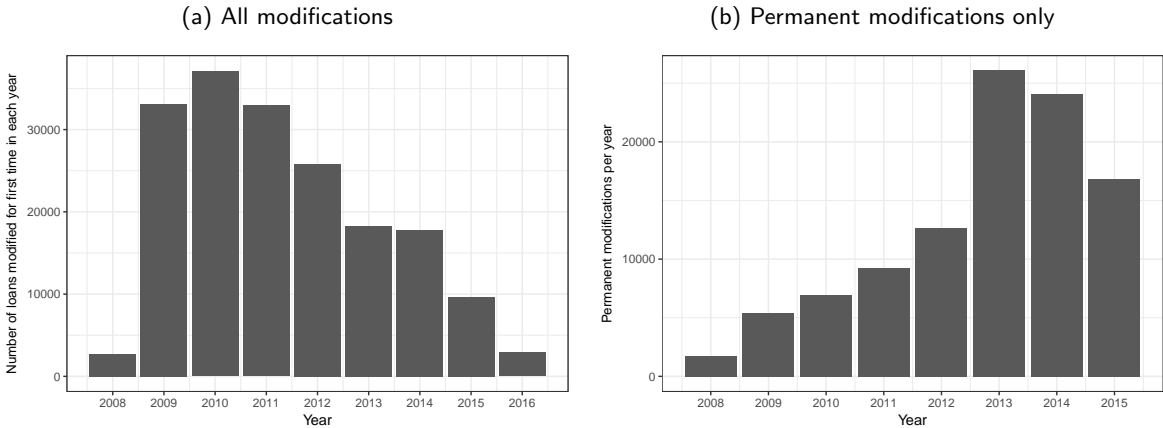 (a) All modifications
Number of loans modified for first time in each year
30000
20000
10000
0
2008 2009 2010 2011 2012 2013 2014 2015 2016
Year
(b) Permanent modifications only
Permanent modifications per year
20000
10000
0
2008 2009 2010 2011 2012 2013 2014 2015
Year